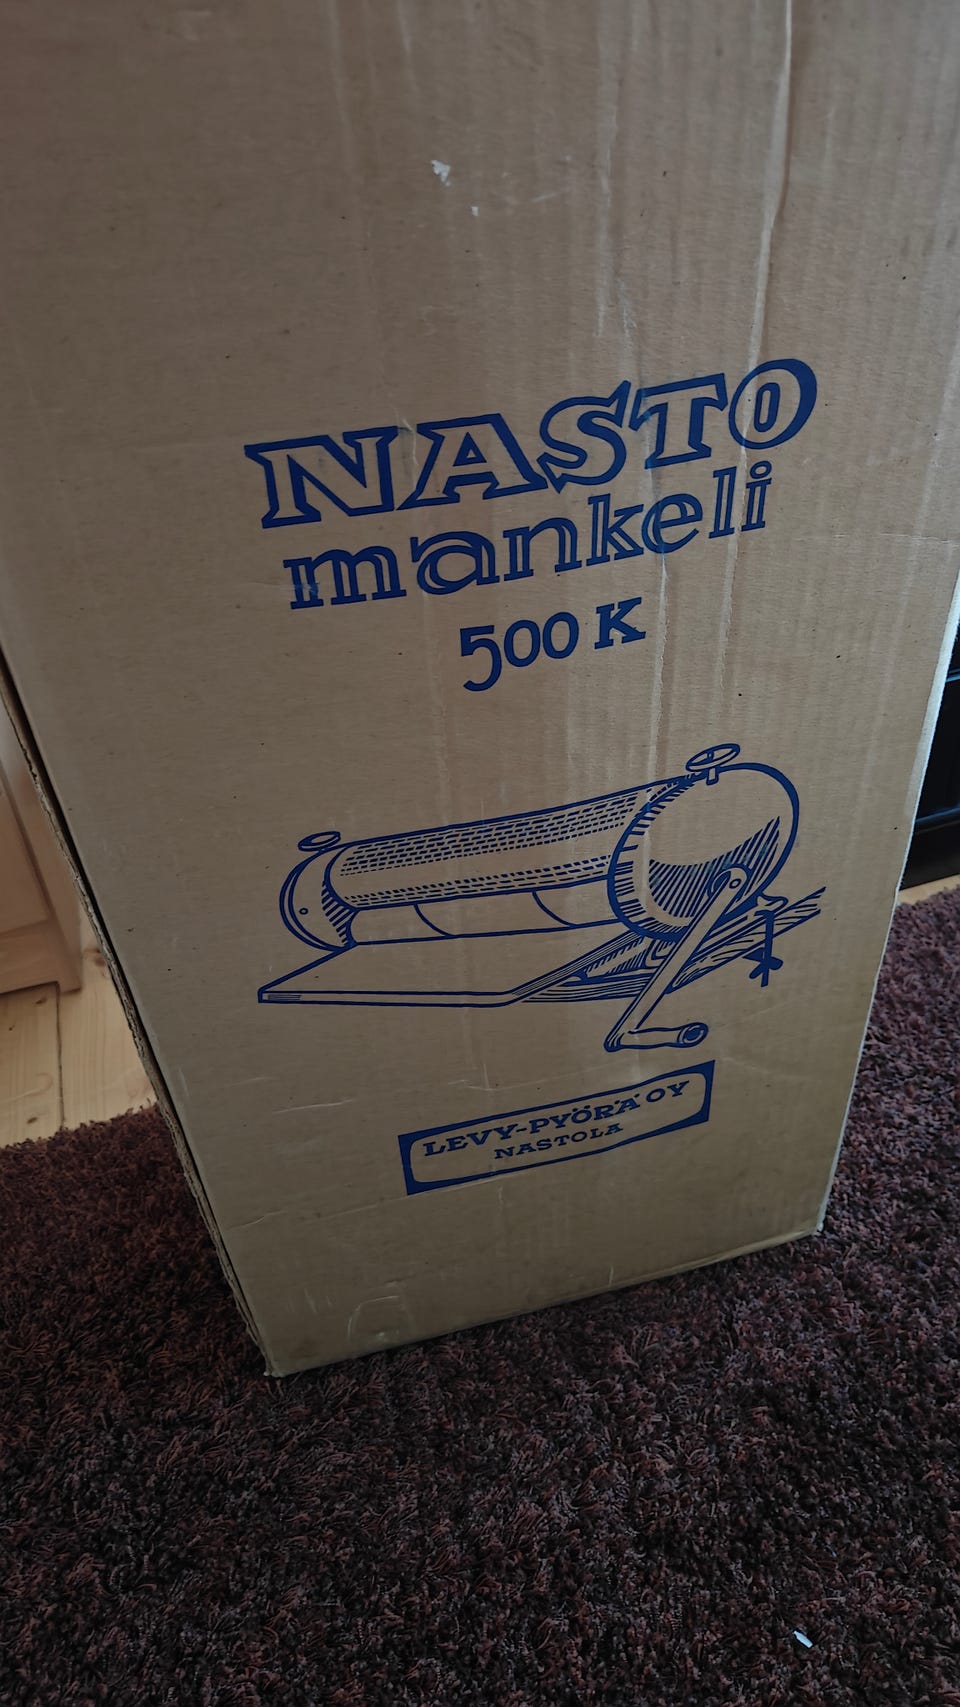 NASTO
mankeli
500 K
LEVY-PYÖRÄ OY
NASTOLA